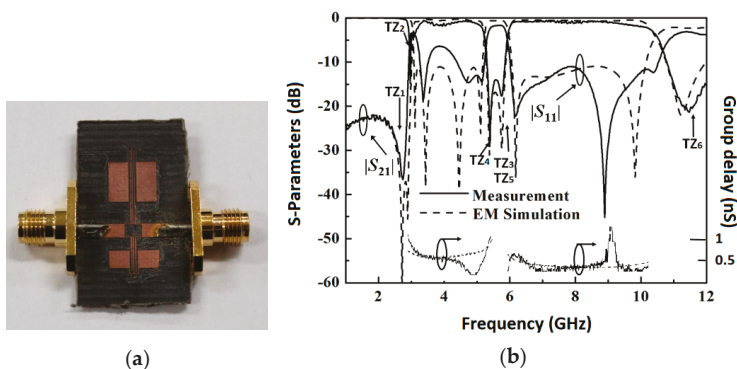 (a)
0
-10
-20
-30
-40
-50
-60
S-Parameters (dB)
TZ2
TZ1
|S21|
TZ4
TZ3
TZ5
|S11|
TZ6
Measurement
EM Simulation
1
0.5
Group delay (nS)
2
4
6
8
10
12
Frequency (GHz)
(b)